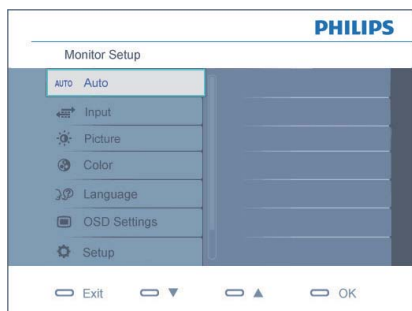 PHILIPS
Monitor Setup
AUTO Auto
Input
Picture
Color
Language
OSD Settings
Setup
Exit ▼ ▲ OK